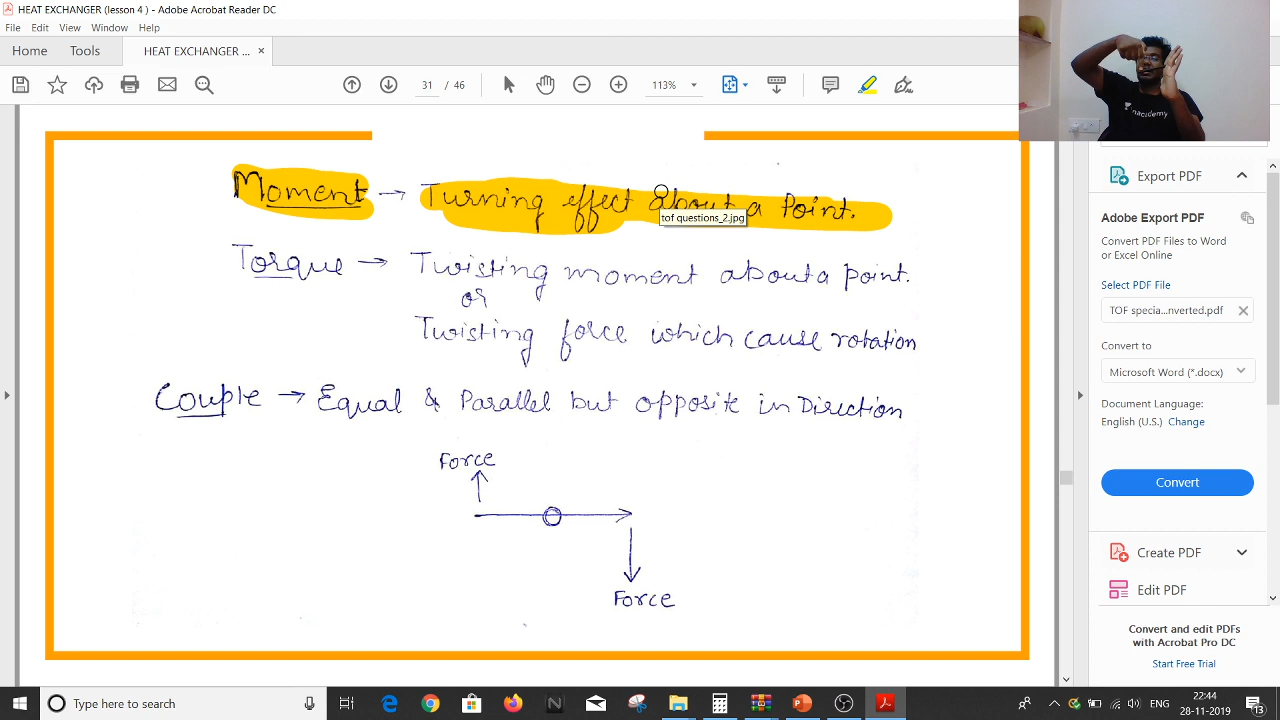 HEAT EXCHANGER (lesson 4 ) - Adobe Acrobat Reader DC
File Edit View Window Help
Home Tools HEAT EXCHANGER ... ×
31 / 46 113%
nacademy
Moment → Turning effect About a Point.
tof questions_2.jpg
Torque → Twisting moment about a point.
or
Twisting force which cause rotation
Couple → Equal & Parallel but opposite in Direction
Force
Force
Export PDF
Adobe Export PDF
Convert PDF Files to Word
or Excel Online
Select PDF File
TOF specia...nverted.pdf
Convert to
Microsoft Word (*.docx)
Document Language:
English (U.S.) Change
Convert
Create PDF
Edit PDF
Convert and edit PDFs
with Acrobat Pro DC
Start Free Trial
Type here to search
ENG
22:44
28-11-2019
13